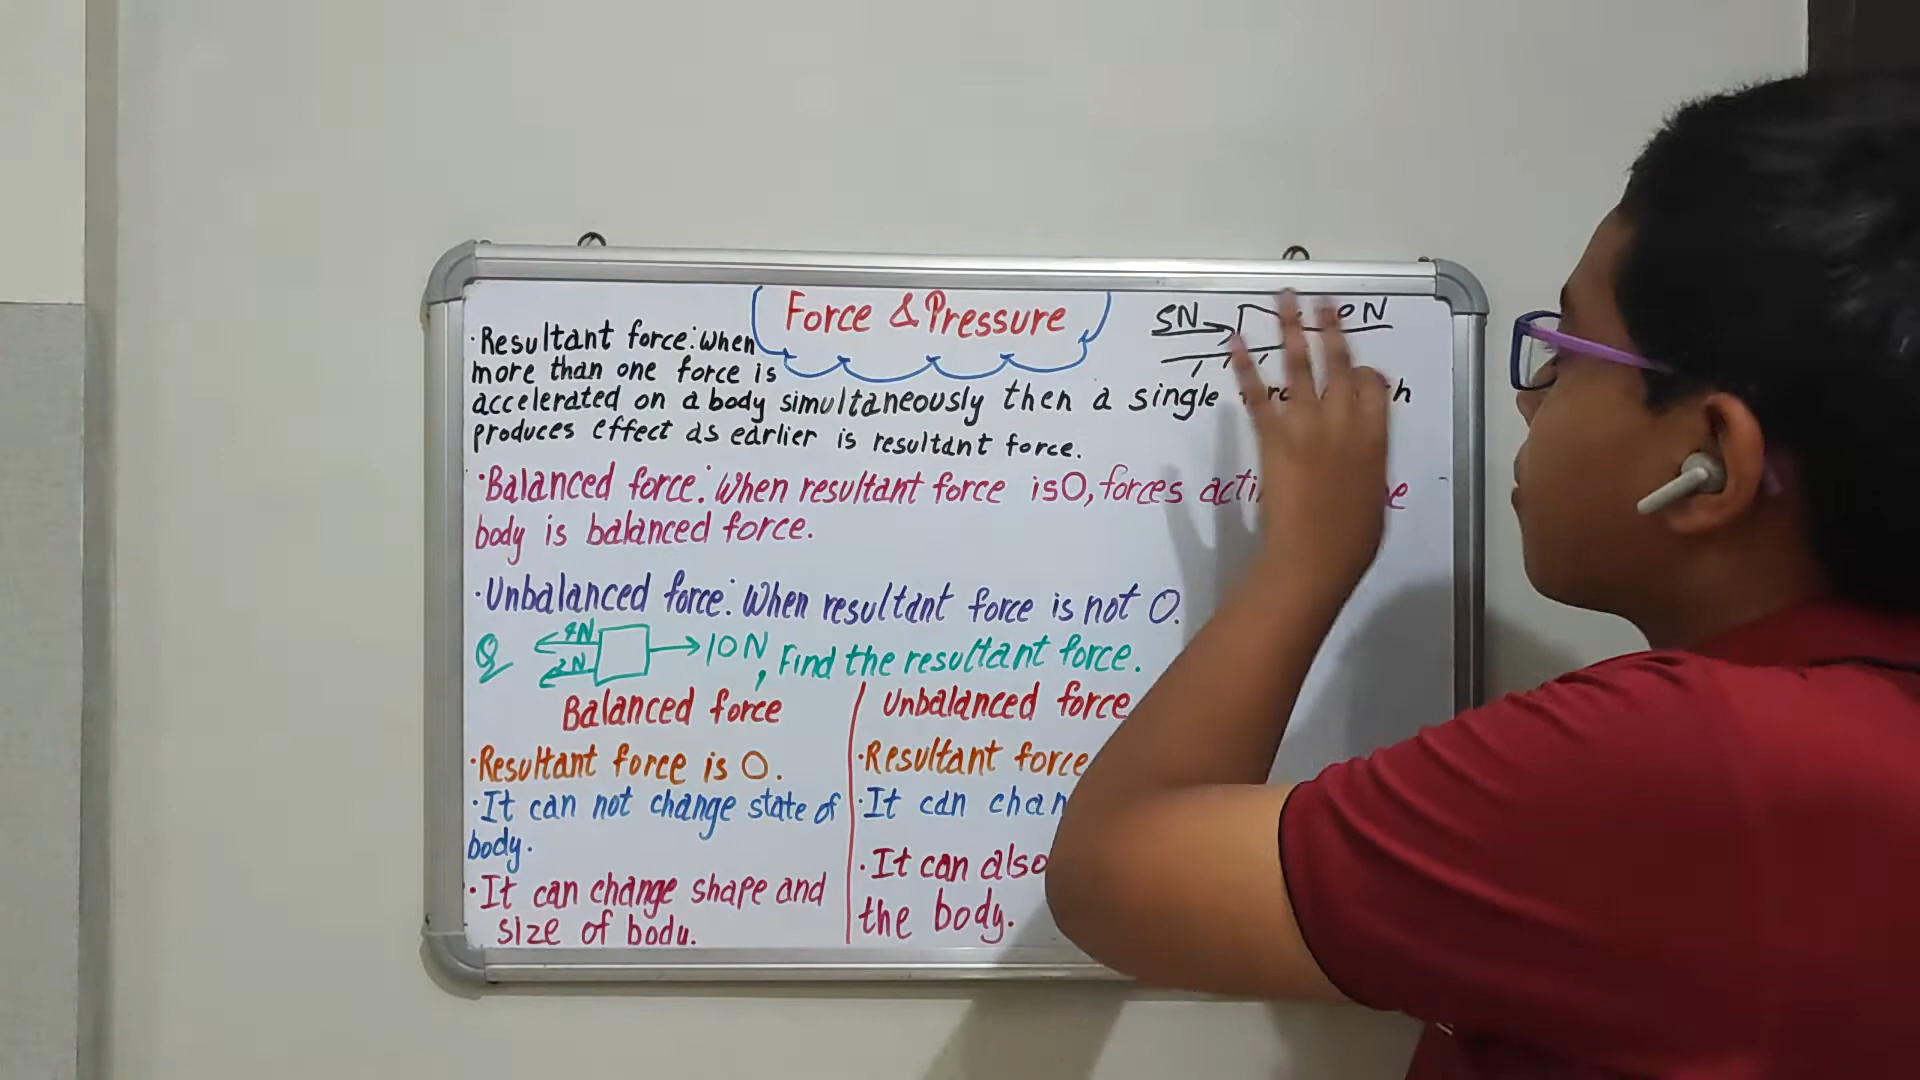 Force & Pressure
5N
0N
·Resultant force: when
more than one force is
accelerated on a body simultaneously then a single
produces effect as earlier is resultant force.
·Balanced force: When resultant force is 0, forces
body is balanced force.
·Unbalanced force: When resultant force is not 0.
Q 2N 10N, Find the resultant force.
Balanced force
Unbalanced force
·Resultant force is 0.
·Resultant force
·It can not change state of
body.
·It can
·It can change shape and
size of body.
·It can also
the body.